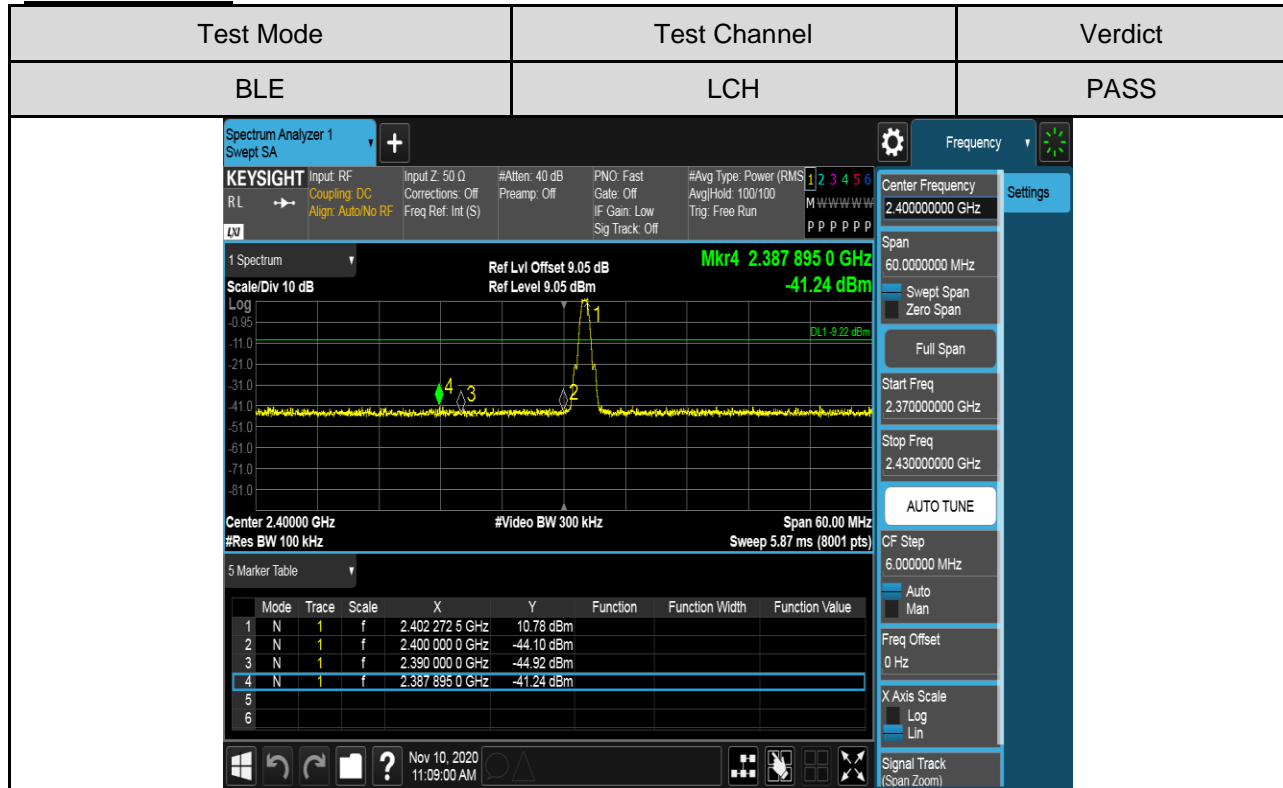 Test Mode Test Channel Verdict
BLE LCH PASS
Spectrum Analyzer 1
Swept SA
+
Frequency
KEYSIGHT Input: RF Input Z: 50 Ω #Atten: 40 dB PNO: Fast #Avg Type: Power (RMS 1 2 3 4 5 6
RL Coupling: DC Corrections: Off Preamp: Off Gate: Off Avg|Hold: 100/100 M W W W W W
Align: Auto/No RF Freq Ref: Int (S) IF Gain: Low Trig: Free Run
LXI Sig Track: Off P P P P P P
1 Spectrum
Ref Lvl Offset 9.05 dB Mkr4 2.387 895 0 GHz
Scale/Div 10 dB Ref Level 9.05 dBm -41.24 dBm
Log
-0.95
DL1 -9.22 dBm
-11.0
-21.0
-31.0
-41.0
-51.0
-61.0
-71.0
-81.0
1
4 3 2
Center 2.40000 GHz #Video BW 300 kHz Span 60.00 MHz
#Res BW 100 kHz Sweep 5.87 ms (8001 pts)
5 Marker Table
Mode Trace Scale X Y Function Function Width Function Value
1 N 1 f 2.402 272 5 GHz 10.78 dBm
2 N 1 f 2.400 000 0 GHz -44.10 dBm
3 N 1 f 2.390 000 0 GHz -44.92 dBm
4 N 1 f 2.387 895 0 GHz -41.24 dBm
5
6
?
Nov 10, 2020
11:09:00 AM
Center Frequency
2.400000000 GHz
Settings
Span
60.0000000 MHz
Swept Span
Zero Span
Full Span
Start Freq
2.370000000 GHz
Stop Freq
2.430000000 GHz
AUTO TUNE
CF Step
6.000000 MHz
Auto
Man
Freq Offset
0 Hz
X Axis Scale
Log
Lin
Signal Track
(Span Zoom)